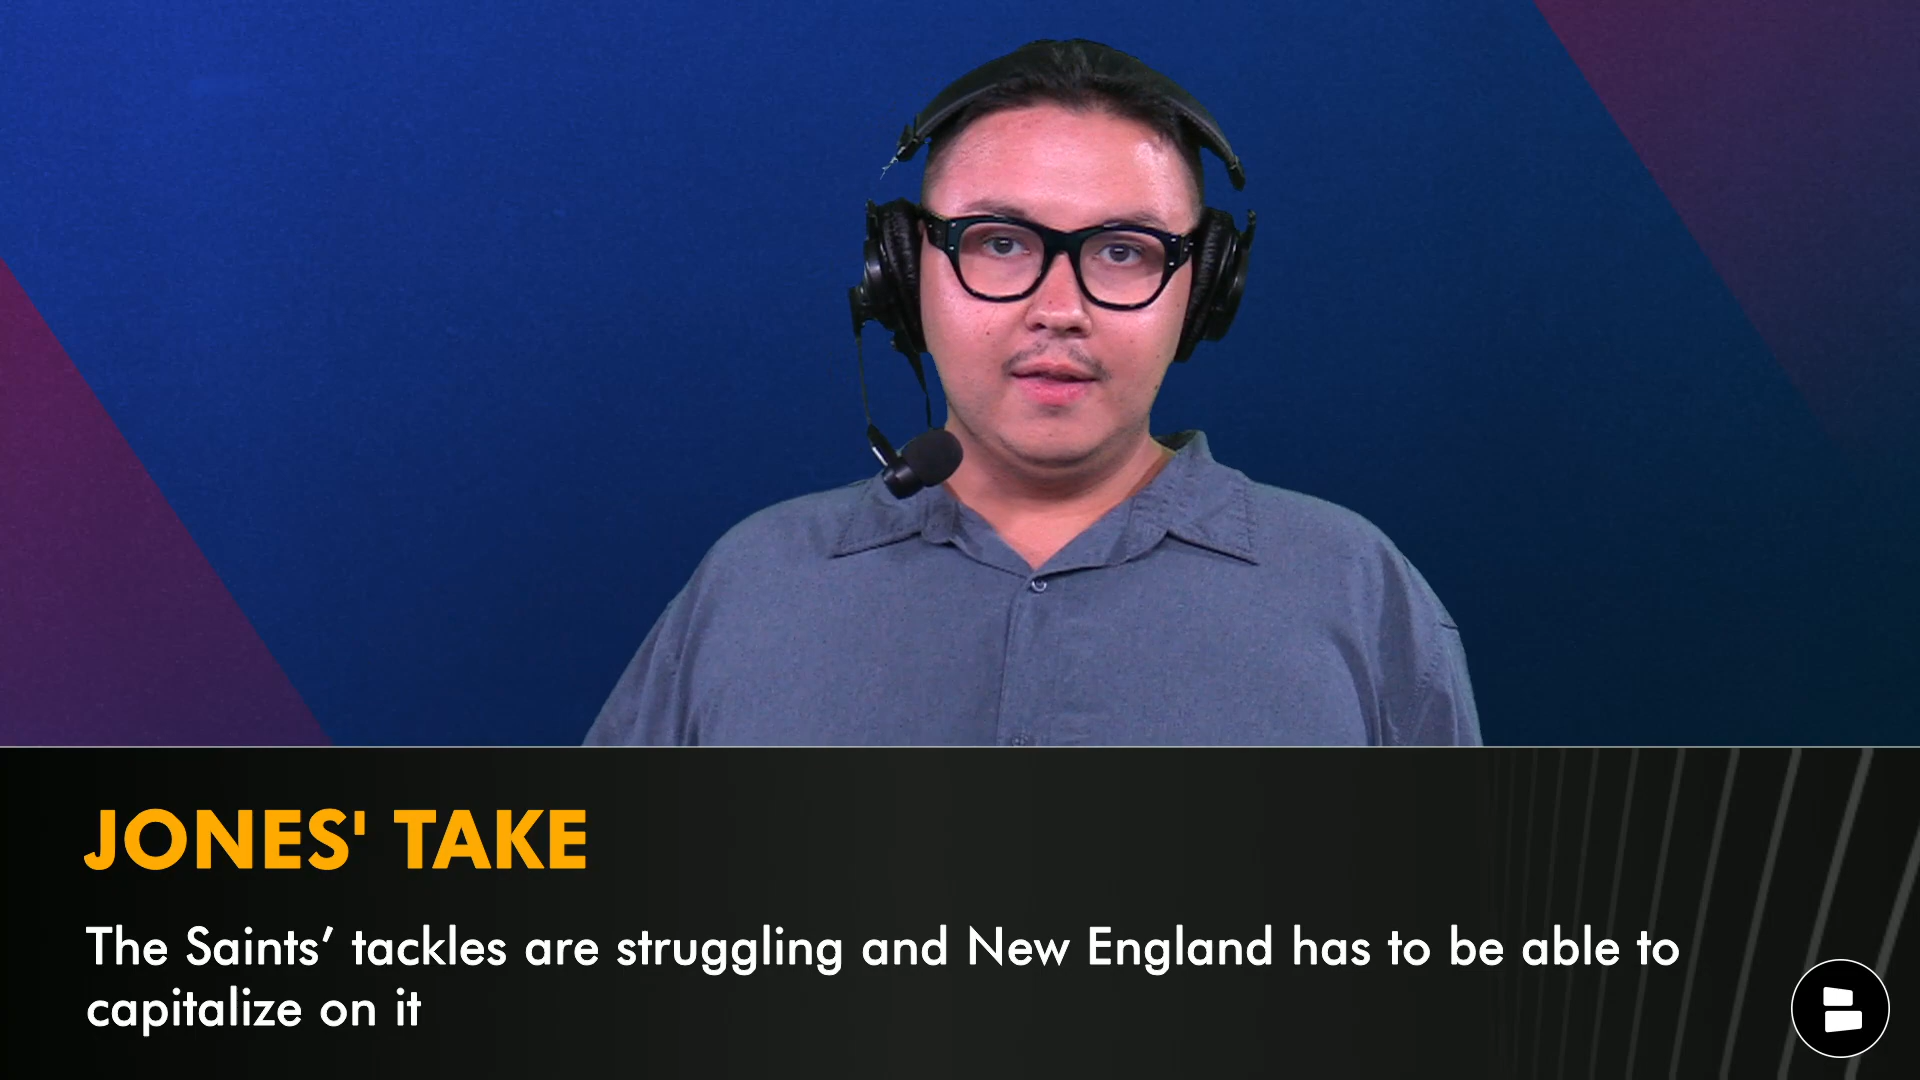 JONES' TAKE
The Saints’ tackles are struggling and New England has to be able to
capitalize on it